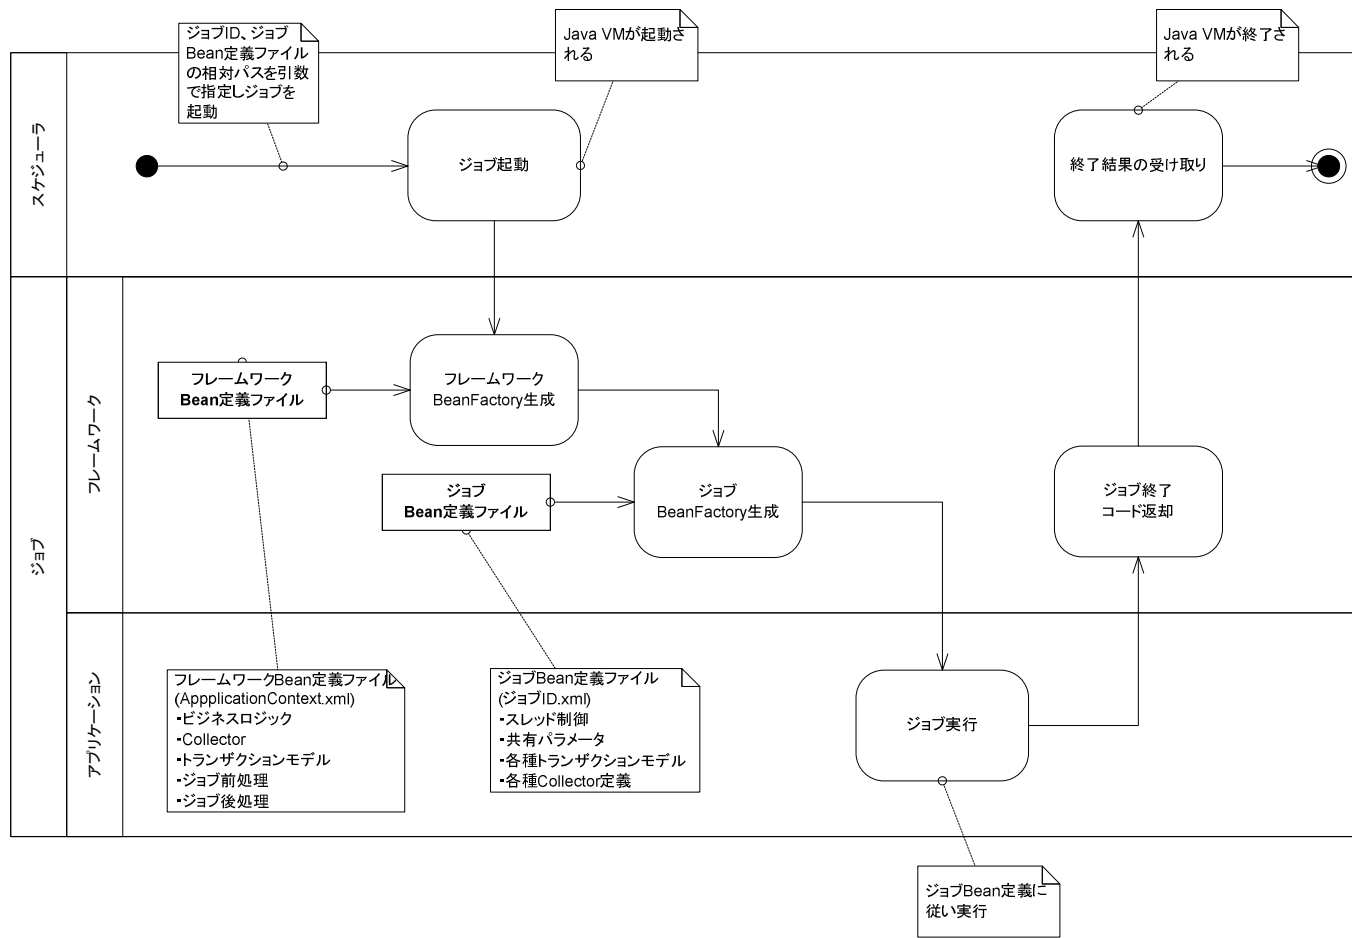 ジョブID、ジョブ
Bean定義ファイル
の相対パスを引数
で指定しジョブを
起動
Java VMが起動さ
れる
Java VMが終了さ
れる
スケジューラ
ジョブ起動
終了結果の受け取り
ジョブ
フレームワーク
フレームワーク
Bean定義ファイル
フレームワーク
BeanFactory生成
ジョブ
Bean定義ファイル
ジョブ
BeanFactory生成
ジョブ終了
コード返却
アプリケーション
フレームワークBean定義ファイル
(AppplicationContext.xml)
・ビジネスロジック
・Collector
・トランザクションモデル
・ジョブ前処理
・ジョブ後処理
ジョブBean定義ファイル
(ジョブID.xml)
・スレッド制御
・共有パラメータ
・各種トランザクションモデル
・各種Collector定義
ジョブ実行
ジョブBean定義に
従い実行